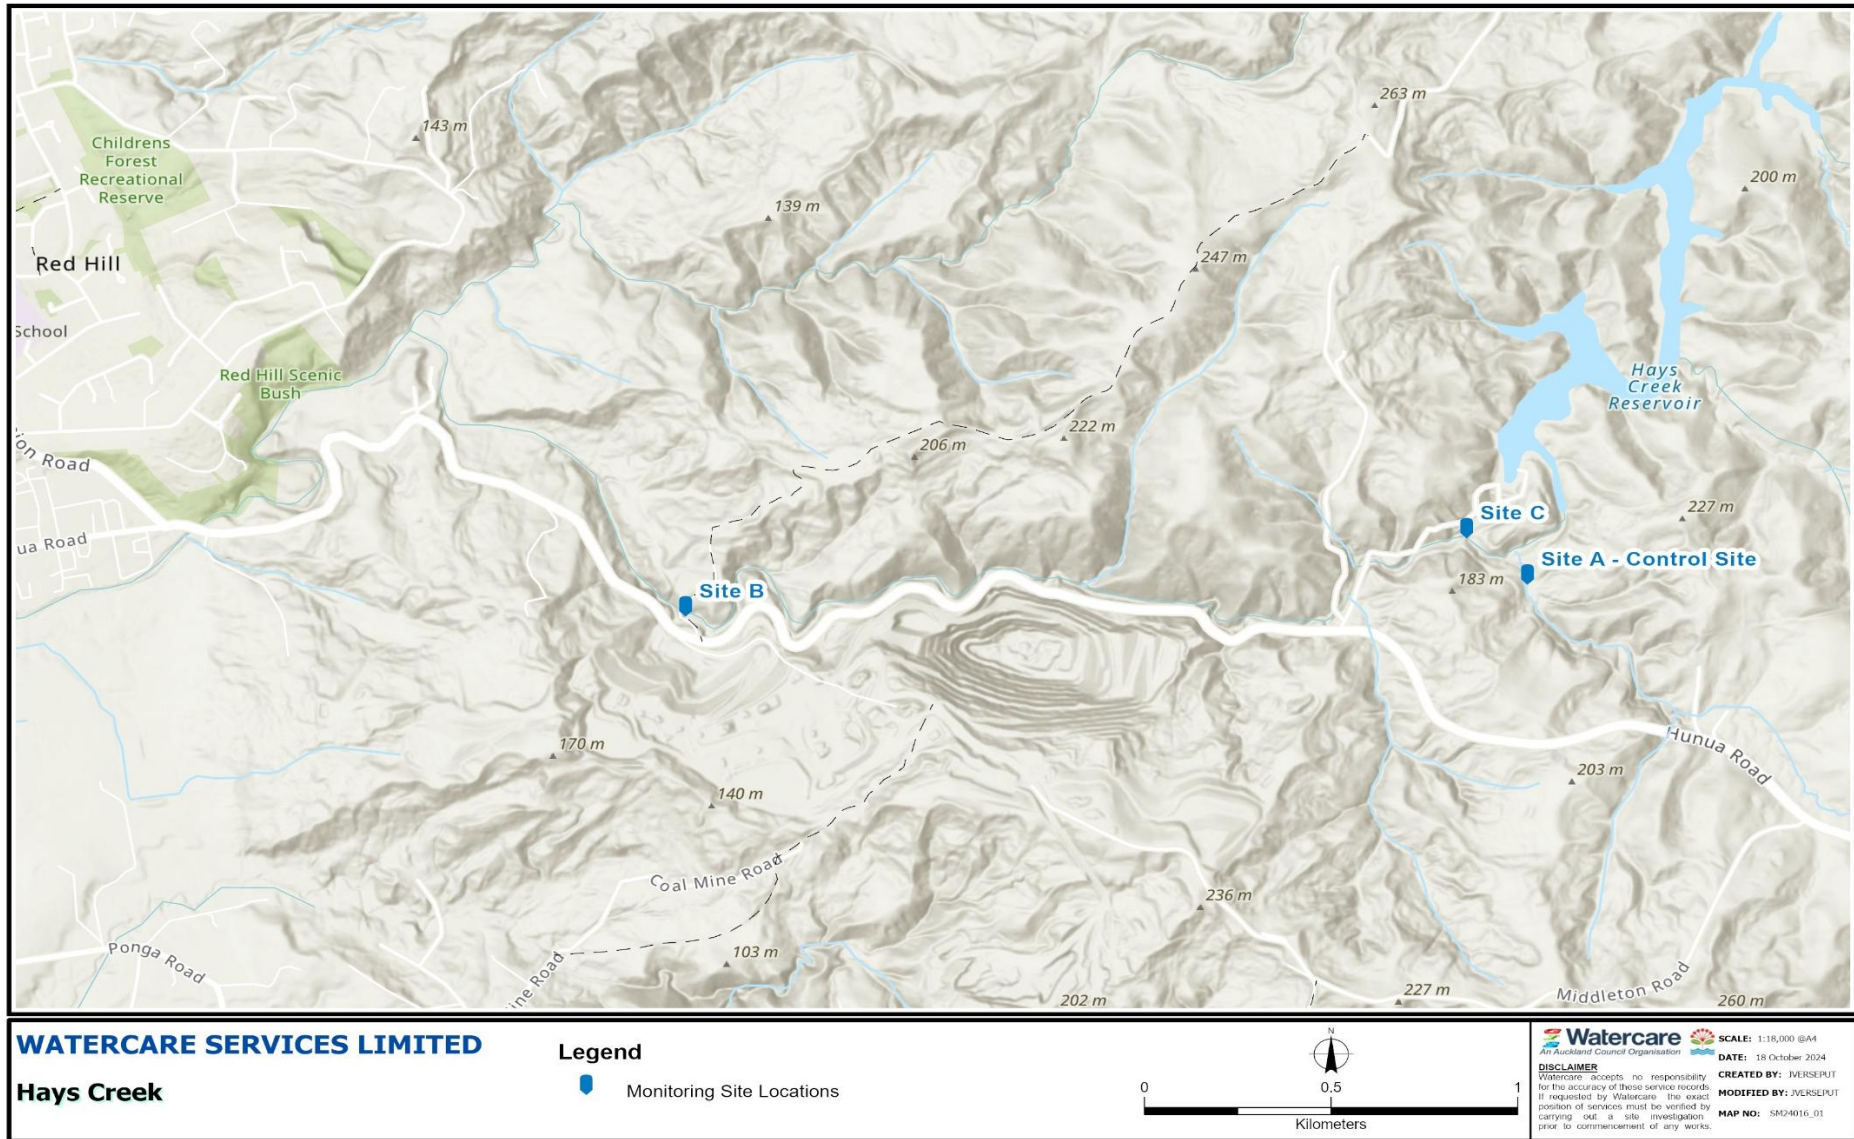 263 m
143 m
Childrens
Forest
Recreational
Reserve
200 m
139 m
Red Hill
247 m
School
Red Hill Scenic
Bush
Hays
Creek
Reservoir
222 m
206 m
ion Road
227 m
Site C
ua Road
Site A - Control Site
183 m
Site B
Hunua Road
170 m
203 m
140 m
Coal Mine Road
236 m
Ponga Road
103 m
ine Road
227 m
Middleton Road
202 m
260 m
WATERCARE SERVICES LIMITED
Hays Creek
Legend
Monitoring Site Locations
N
0 0.5 1
Kilometers
Watercare
An Auckland Council Organisation
DISCLAIMER
Watercare accepts no responsibility
for the accuracy of these service records.
If requested by Watercare the exact
position of services must be verified by
carrying out a site investigation
prior to commencement of any works.
SCALE: 1:18,000 @A4
DATE: 18 October 2024
CREATED BY: JVERSEPUT
MODIFIED BY: JVERSEPUT
MAP NO: SM24016_01